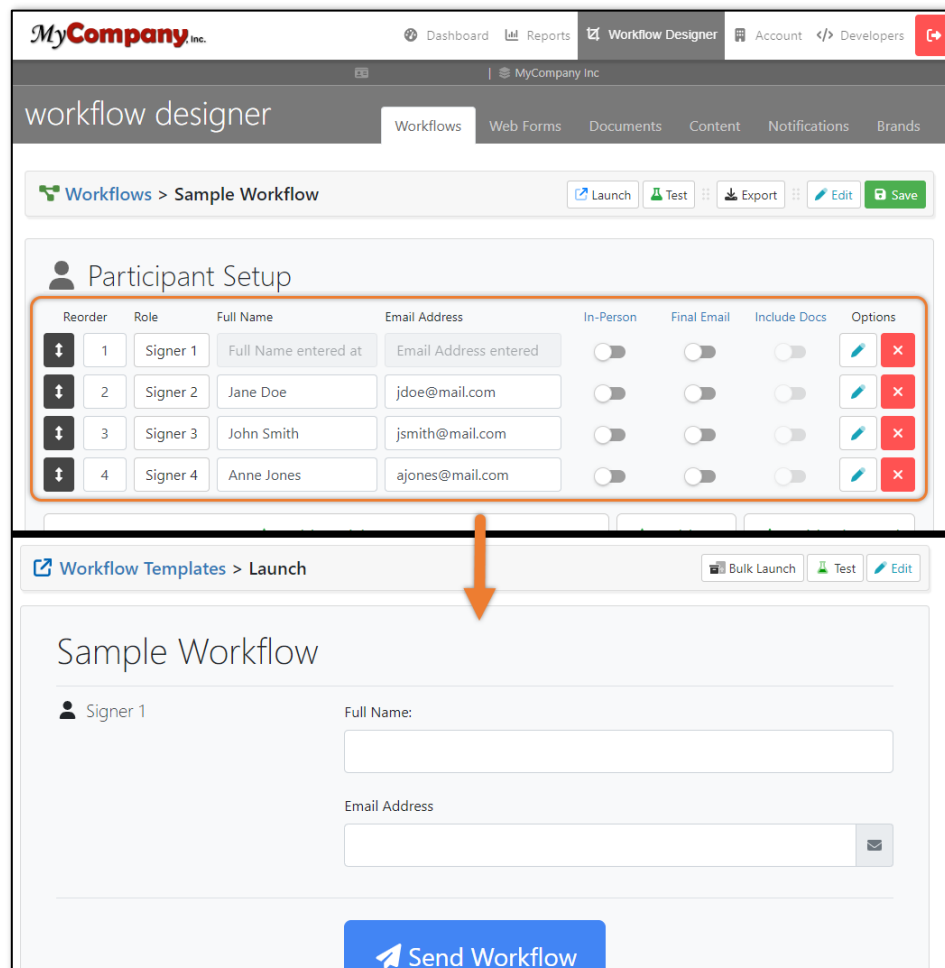 MyCompany, Inc.
Dashboard Reports Workflow Designer Account </> Developers
| MyCompany Inc
workflow designer
Workflows Web Forms Documents Content Notifications Brands
Workflows > Sample Workflow Launch Test Export Edit Save
Participant Setup
Reorder Role Full Name Email Address In-Person Final Email Include Docs Options
1 Signer 1 Full Name entered at Email Address entered
2 Signer 2 Jane Doe jdoe@mail.com
3 Signer 3 John Smith jsmith@mail.com
4 Signer 4 Anne Jones ajones@mail.com
Workflow Templates > Launch Bulk Launch Test Edit
Sample Workflow
Signer 1 Full Name:
Email Address
Send Workflow